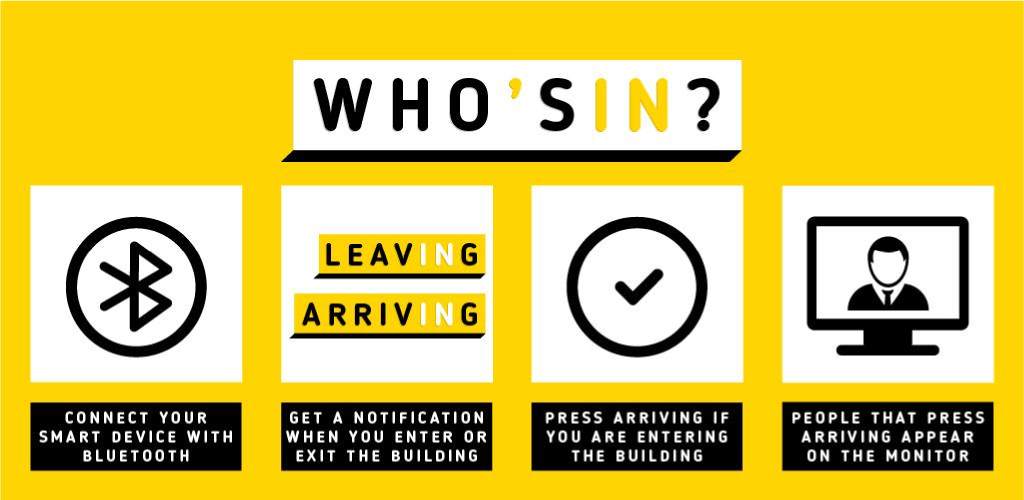 WHO'SIN?
LEAVING
ARRIVING
CONNECT YOUR
SMART DEVICE WITH
BLUETOOTH
GET A NOTIFICATION
WHEN YOU ENTER OR
EXIT THE BUILDING
PRESS ARRIVING IF
YOU ARE ENTERING
THE BUILDING
PEOPLE THAT PRESS
ARRIVING APPEAR
ON THE MONITOR